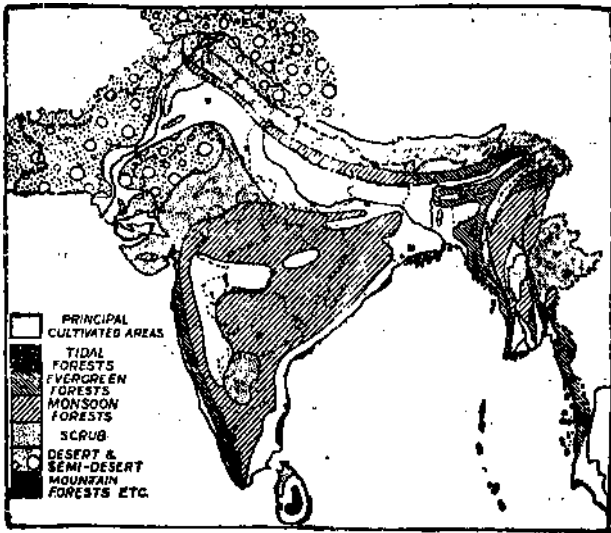 PRINCIPAL
CULTIVATED AREAS
TIDAL
FORESTS
EVERGREEN
FORESTS
MONSOON
FORESTS
SCRUB
DESERT &
SEMI-DESERT
MOUNTAIN
FORESTS ETC.